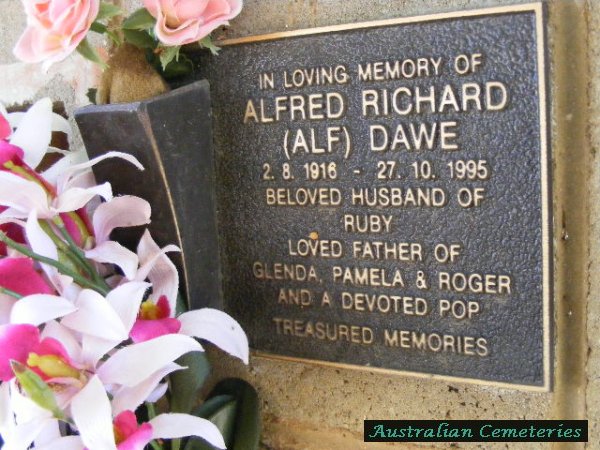 IN LOVING MEMORY OF
ALFRED RICHARD
(ALF) DAWE
2. 8. 1916 - 27. 10. 1995
BELOVED HUSBAND OF
RUBY
LOVED FATHER OF
GLENDA, PAMELA & ROGER
AND A DEVOTED POP
TREASURED MEMORIES
Australian Cemeteries